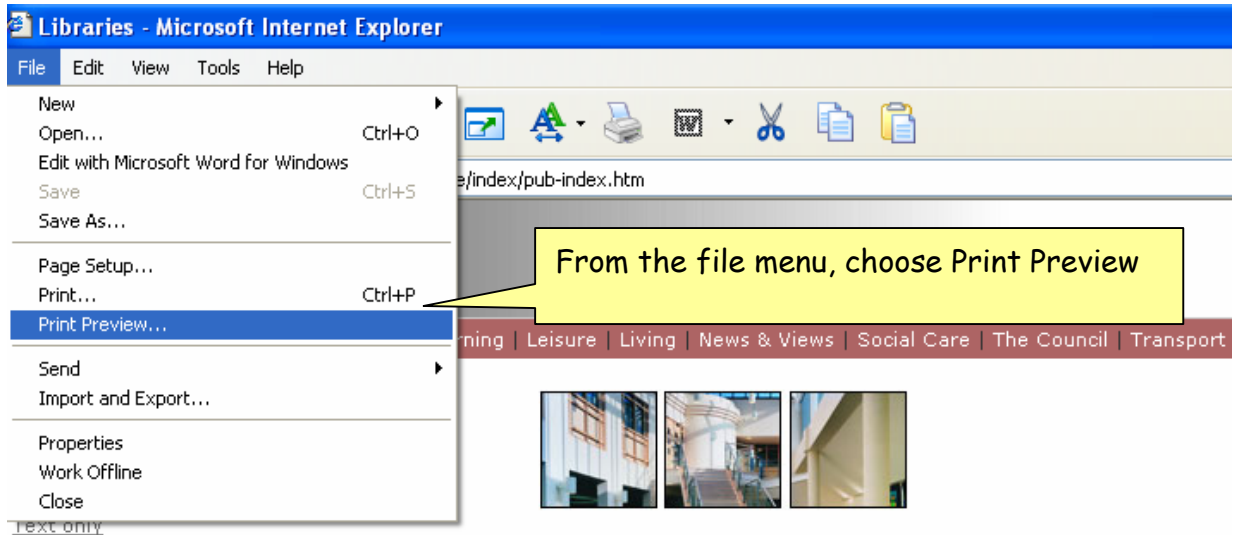 Libraries - Microsoft Internet Explorer
File Edit View Tools Help
New
Open... Ctrl+O
Edit with Microsoft Word for Windows
Save Ctrl+S
Save As...
e/index/pub-index.htm
Page Setup...
Print... Ctrl+P
Print Preview...
From the file menu, choose Print Preview
rning | Leisure | Living | News & Views | Social Care | The Council | Transport
Send
Import and Export...
Properties
Work Offline
Close
Text only